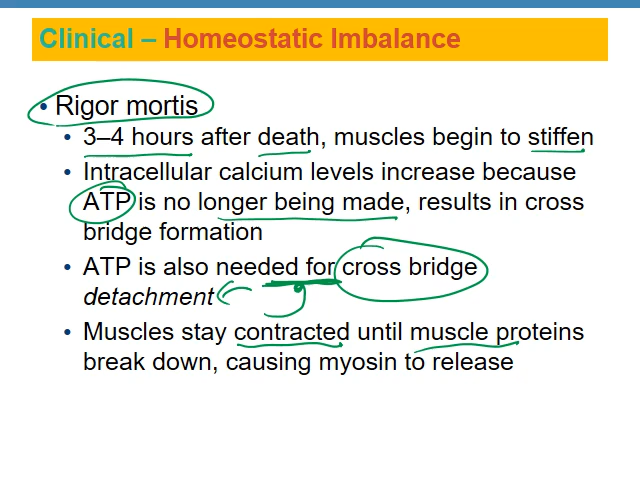 Clinical – Homeostatic Imbalance
• Rigor mortis
• 3–4 hours after death, muscles begin to stiffen
• Intracellular calcium levels increase because
ATP is no longer being made, results in cross
bridge formation
• ATP is also needed for cross bridge
detachment
• Muscles stay contracted until muscle proteins
break down, causing myosin to release